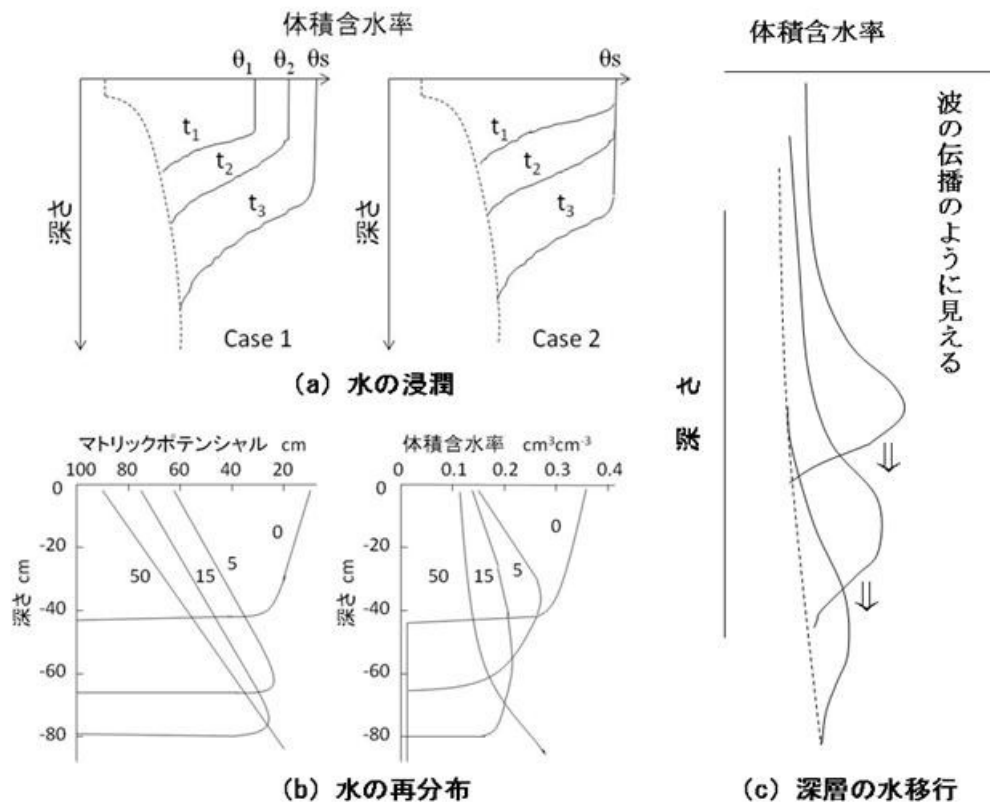 体積含水率
θ₁ θ₂ θs
t₁
t₂
t₃
深さ
Case 1
θs
t₁
t₂
t₃
深さ
Case 2
(a) 水の浸潤
マトリックポテンシャル cm
100 80 60 40 20
0
-20
-40
-60
-80
深さ cm
0
5
15
50
体積含水率 cm³cm⁻³
0 0.1 0.2 0.3 0.4
0
-20
-40
-60
-80
深さ cm
0
5
15
50
(b) 水の再分布
体積含水率
波の伝播のように見える
深さ
⇓
⇓
(c) 深層の水移行